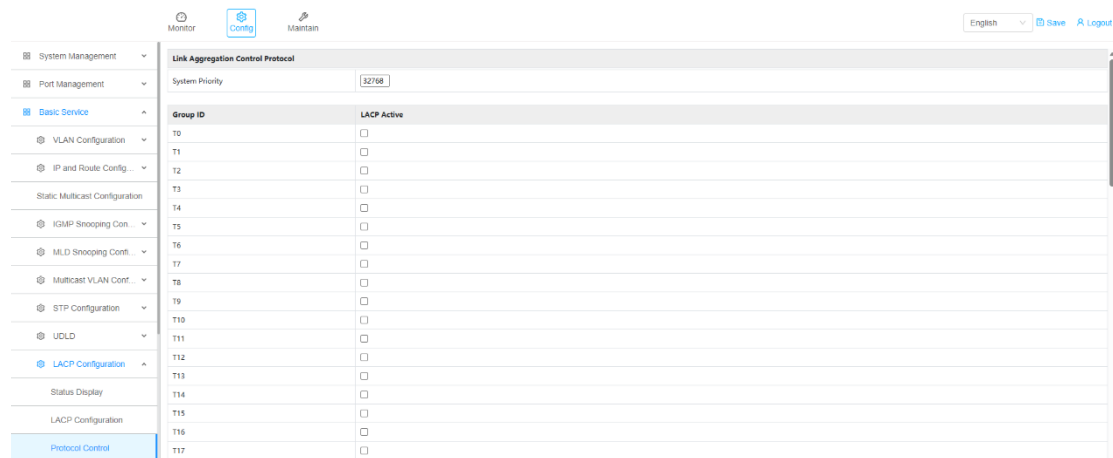 Monitor
Config
Maintain
English
Save
Logout
System Management
Port Management
Basic Service
VLAN Configuration
IP and Route Config...
Static Multicast Configuration
IGMP Snooping Con...
MLD Snooping Confi...
Multicast VLAN Conf...
STP Configuration
UDLD
LACP Configuration
Status Display
LACP Configuration
Protocol Control
Link Aggregation Control Protocol
System Priority 32768
Group ID LACP Active
T0
T1
T2
T3
T4
T5
T6
T7
T8
T9
T10
T11
T12
T13
T14
T15
T16
T17